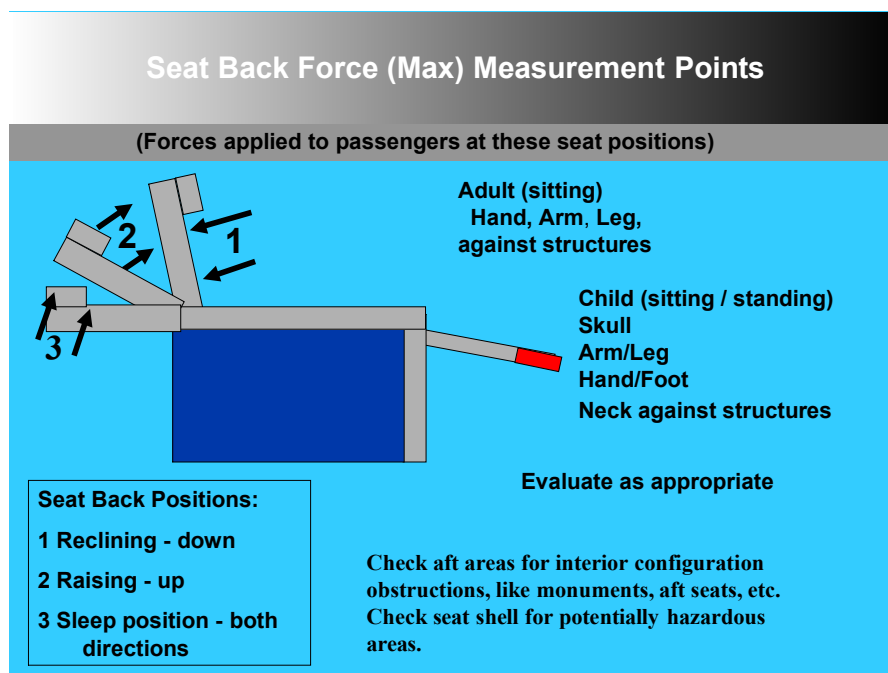 Seat Back Force (Max) Measurement Points
(Forces applied to passengers at these seat positions)
1
2
3
Adult (sitting)
Hand, Arm, Leg,
against structures
Child (sitting / standing)
Skull
Arm/Leg
Hand/Foot
Neck against structures
Evaluate as appropriate
Seat Back Positions:
1 Reclining - down
2 Raising - up
3 Sleep position - both
directions
Check aft areas for interior configuration
obstructions, like monuments, aft seats, etc.
Check seat shell for potentially hazardous
areas.